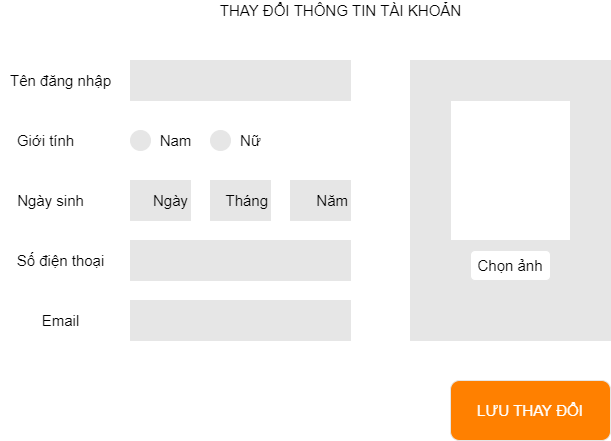 THAY ĐỔI THÔNG TIN TÀI KHOẢN
Tên đăng nhập
Giới tính Nam Nữ
Ngày sinh Ngày Tháng Năm
Số điện thoại
Chọn ảnh
Email
LƯU THAY ĐỔI